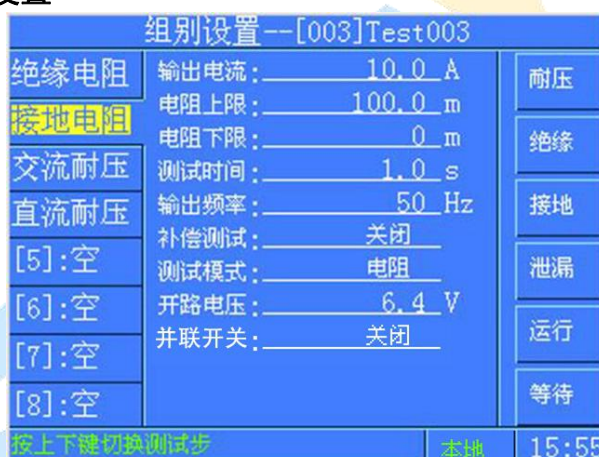 组别设置--[003]Test003
绝缘电阻
接地电阻
交流耐压
直流耐压
[5]:空
[6]:空
[7]:空
[8]:空
输出电流: 10.0 A
电阻上限: 100.0 m
电阻下限: 0 m
测试时间: 1.0 s
输出频率: 50 Hz
补偿测试: 关闭
测试模式: 电阻
开路电压: 6.4 V
并联开关: 关闭
耐压
绝缘
接地
泄漏
运行
等待
按上下键切换测试步
本地
15:55